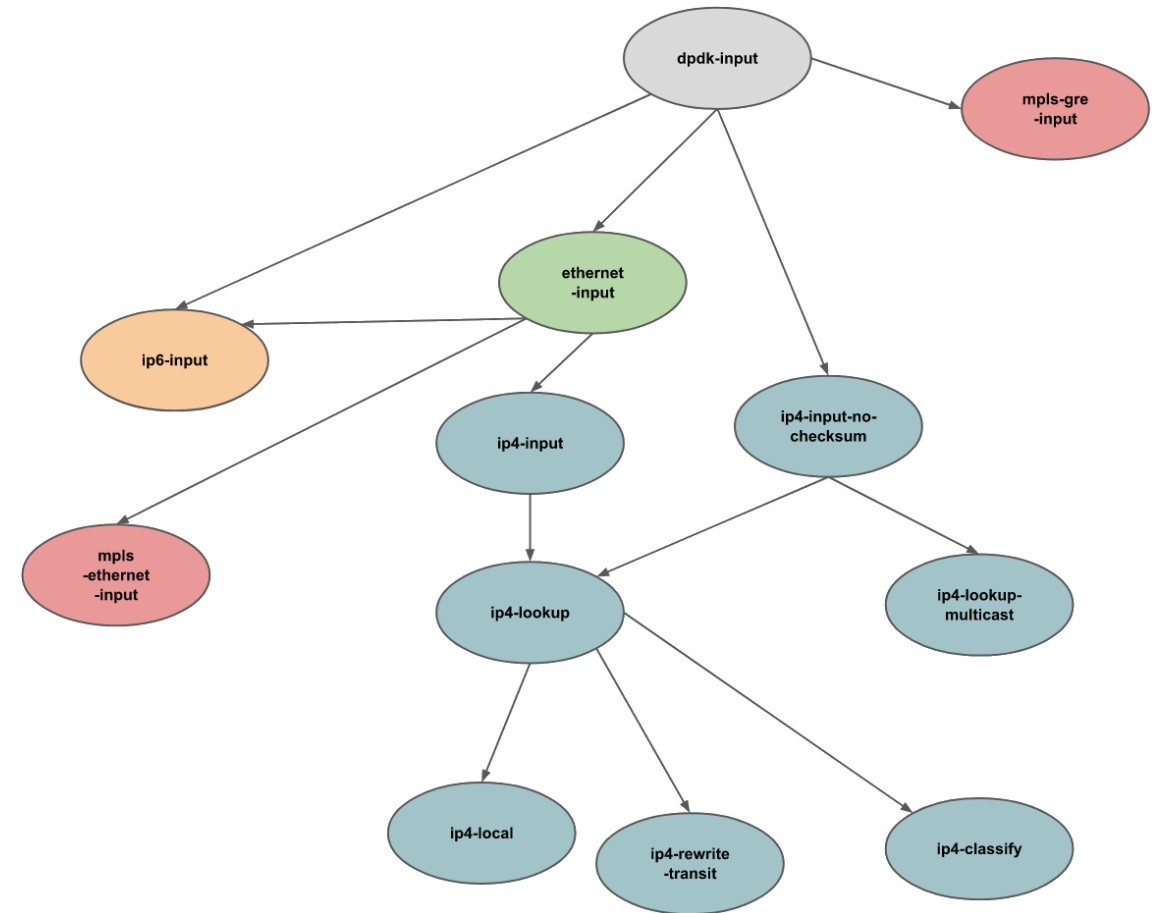 dpdk-input
mpls-gre
-input
ethernet
-input
ip6-input
ip4-input
ip4-input-no-
checksum
mpls
-ethernet
-input
ip4-lookup
ip4-lookup-
multicast
ip4-local
ip4-rewrite
-transit
ip4-classify